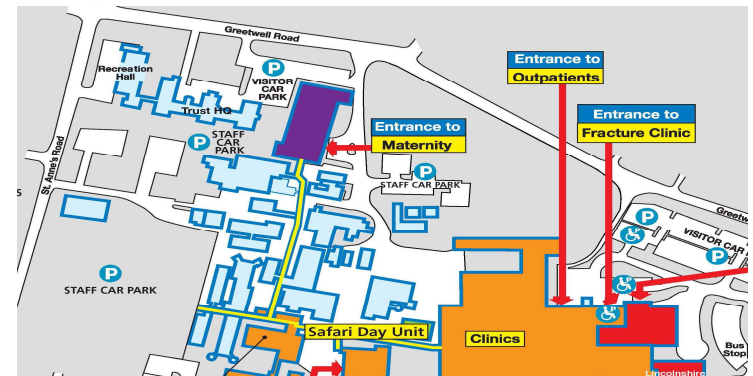 Greetwell Road
Recreation
Hall
P
VISITOR
CAR
PARK
Trust HQ
P
STAFF
CAR
PARK
St. Anne's Road
S
Entrance to
Maternity
P
STAFF CAR PARK
Entrance to
Outpatients
Entrance to
Fracture Clinic
Greetwe
P
VISITOR CAR P
P
P
STAFF CAR PARK
Safari Day Unit
Clinics
Bus
Stop
Lincolnshire